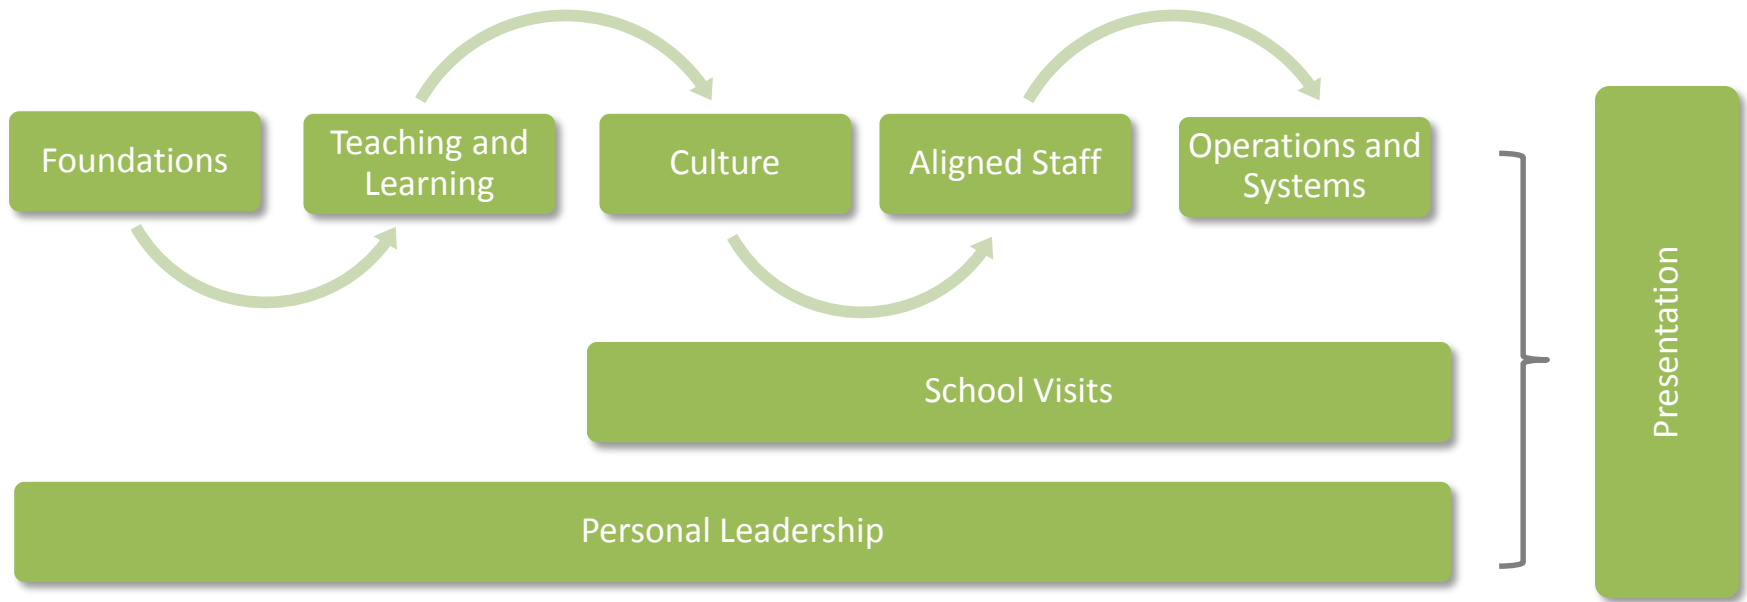 Foundations
Teaching and
Learning
Culture
Aligned Staff
Operations and
Systems
School Visits
Personal Leadership
Presentation